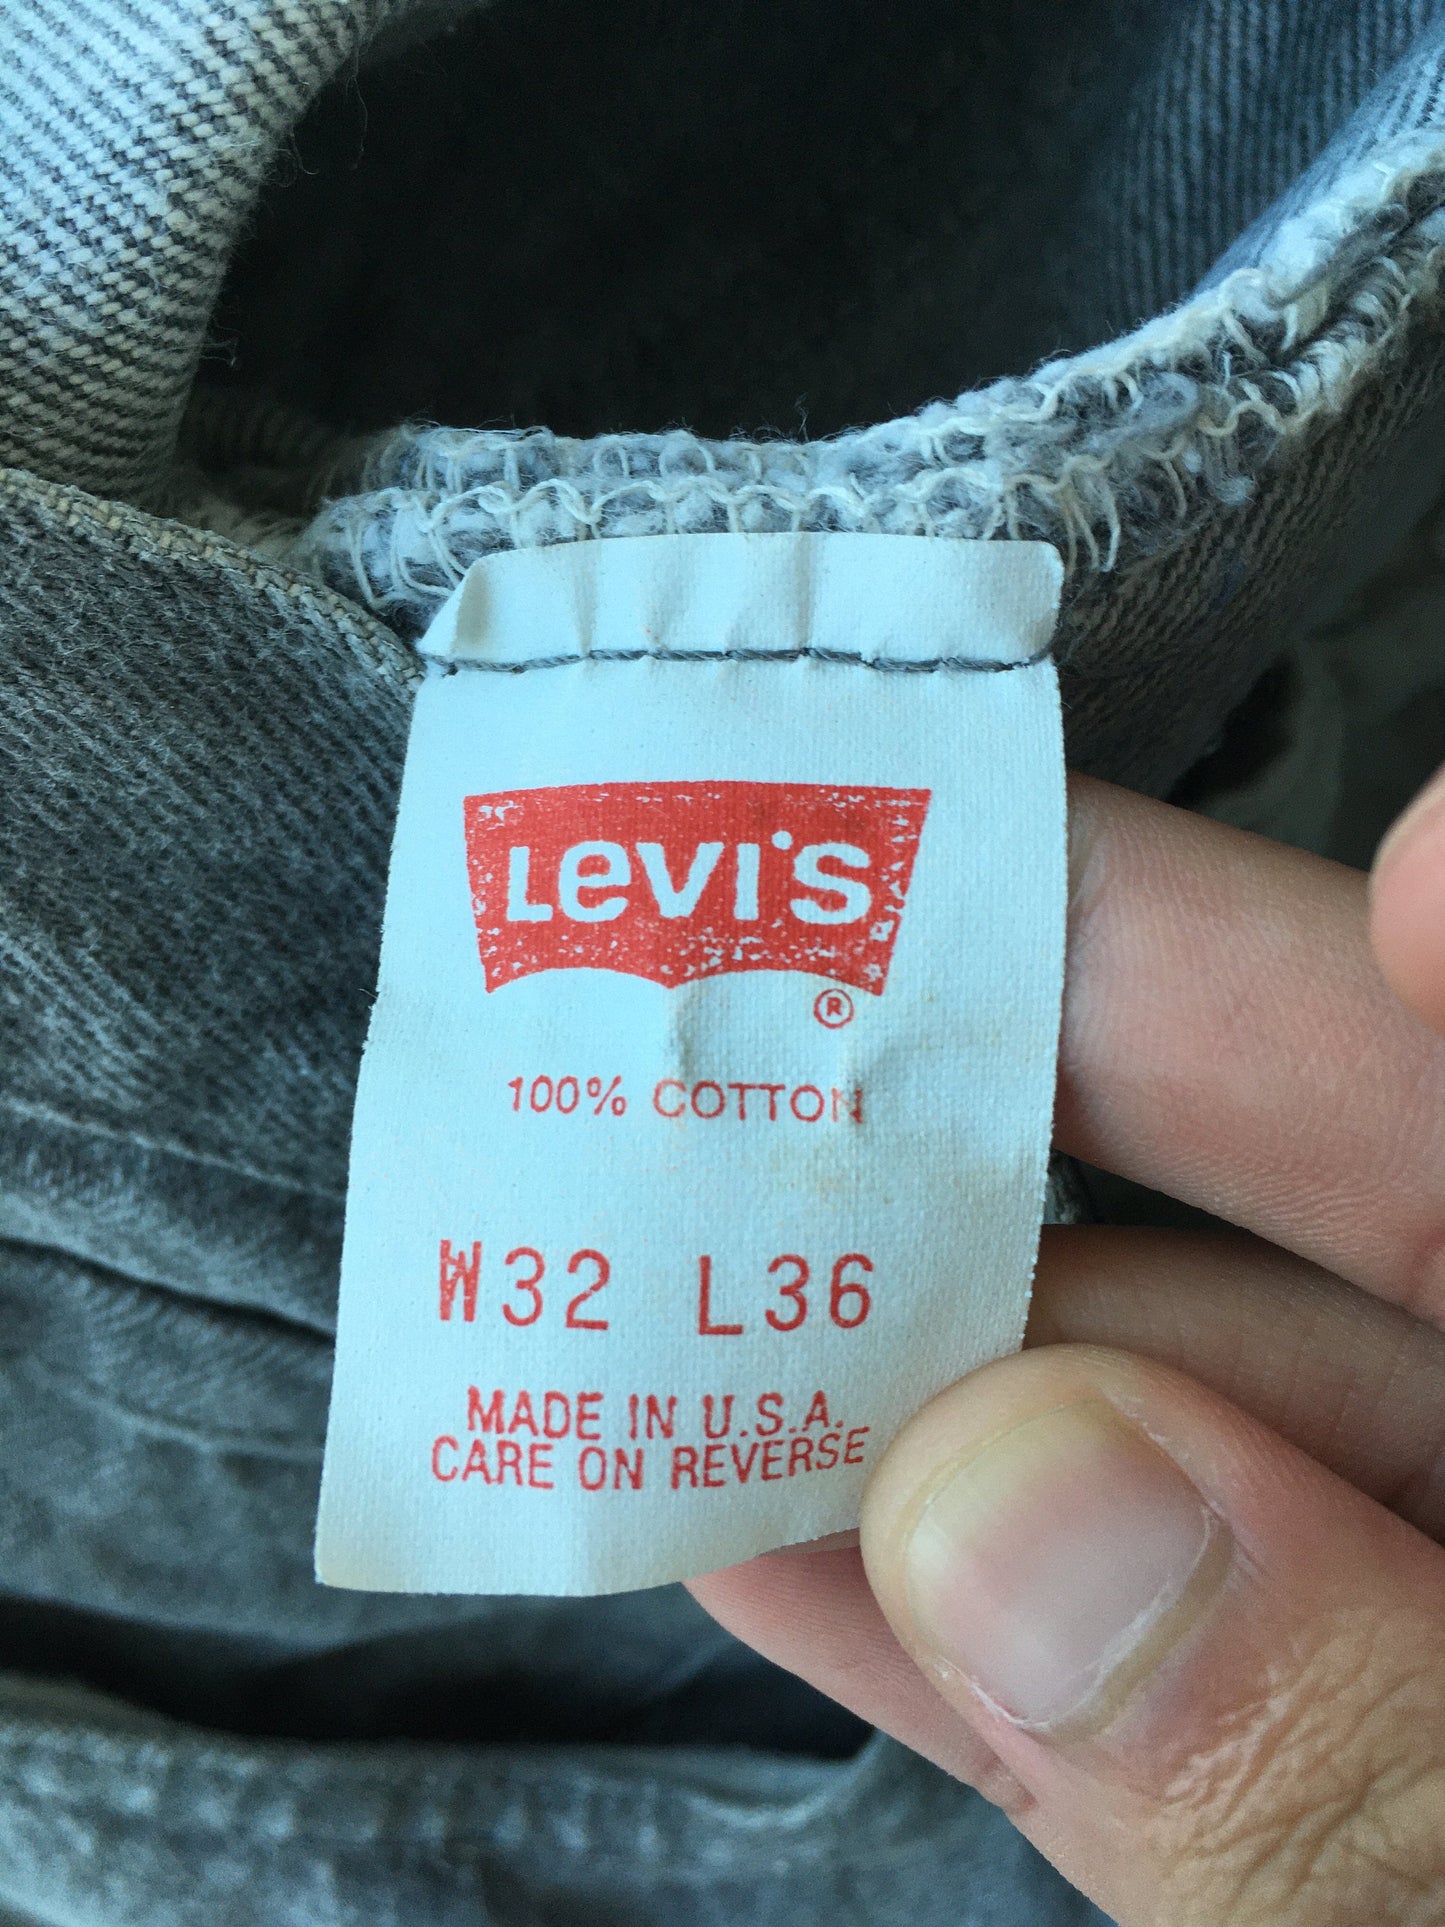 Levi's
®
100% COTTON
W32 L36
MADE IN U.S.A.
CARE ON REVERSE